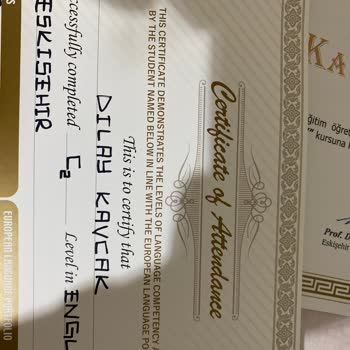 Certificate of Attendance
THIS CERTIFICATE DEMONSTRATES THE LEVELS OF LANGUAGE COMPETENCY A
BY THE STUDENT NAMED BELOW IN LINE WITH THE EUROPEAN LANGUAGE PO
This is to certify that
DILAY KAVCAK
ccessfully completed C2 Level in ENGL
ESKISEHIR
EUROPEAN LANGUAGE PORTFOLIO
KA
ğitim öğre
kursuna
Prof. D
Eskişehir